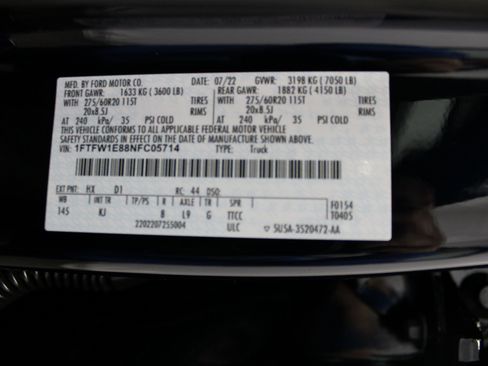 MFD. BY FORD MOTOR CO. DATE: 07/22 GVWR: 3198 KG ( 7050 LB)
FRONT GAWR: 1633 KG ( 3600 LB) REAR GAWR: 1882 KG ( 4150 LB)
WITH 275/60R20 115T TIRES WITH 275/60R20 115T TIRES
20x8.5J RIMS 20x8.5J
AT 240 kPa/ 35 PSI COLD AT 240 kPa/ 35 PSI COLD
THIS VEHICLE CONFORMS TO ALL APPLICABLE FEDERAL MOTOR VEHICLE
SAFETY STANDARDS IN EFFECT ON THE DATE OF MANUFACTURE SHOWN ABOVE.
VIN: 1FTFW1E88NFC05714 TYPE: Truck
EXT PNT: HX D1 RC: 44 DSO:
WB INT TR TP/PS R AXLE TR SPR F0154
145 KJ B L9 G TTCC T0405
2202207255004 ULC 5U5A-3520472-AA